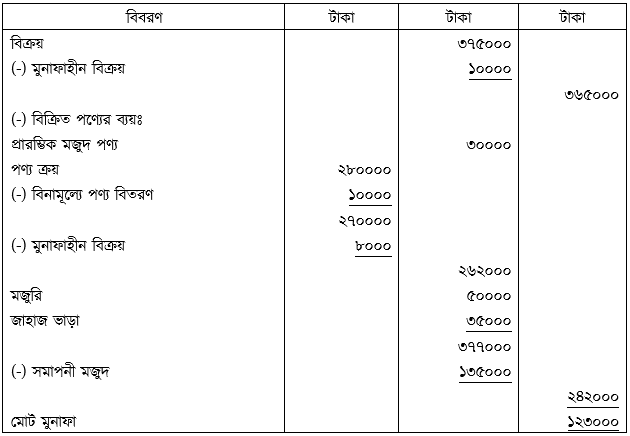 বিবরণ টাকা টাকা টাকা
বিক্রয় ৩৭৫০০০
(-) মুনাফাহীন বিক্রয় ১০০০০
৩৬৫০০০
(-) বিক্রিত পণ্যের ব্যয়ঃ
প্রারম্ভিক মজুদ পণ্য ৩০০০০
পণ্য ক্রয় ২৮০০০০
(-) বিনামূল্যে পণ্য বিতরণ ১০০০০
২৭০০০০
(-) মুনাফাহীন বিক্রয় ৮০০০
২৬২০০০
মজুরি ৫০০০০
জাহাজ ভাড়া ৩৫০০০
৩৭৭০০০
(-) সমাপনী মজুদ ১৩৫০০০
২৪২০০০
মোট মুনাফা ১২৩০০০